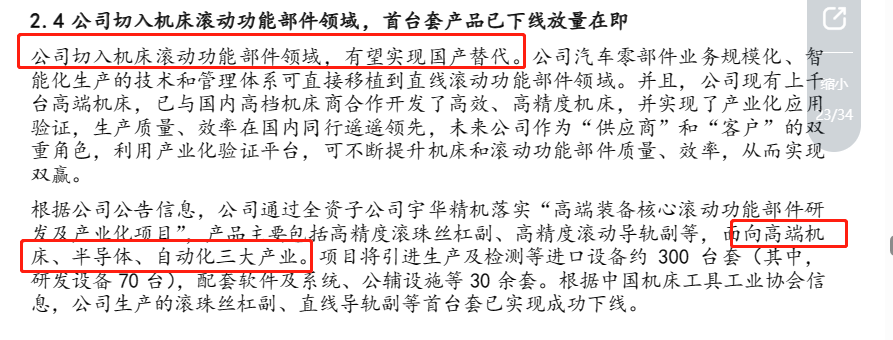 2.4 公司切入机床滚动功能部件领域，首台套产品已下线放量在即
公司切入机床滚动功能部件领域，有望实现国产替代。公司汽车零部件业务规模化、智
能化生产的技术和管理体系可直接移植到直线滚动功能部件领域。并且，公司现有上千
台高端机床，已与国内高档机床商合作开发了高效、高精度机床，并实现了产业化应用
验证，生产质量、效率在国内同行遥遥领先，未来公司作为“供应商”和“客户”的双
重角色，利用产业化验证平台，可不断提升机床和滚动功能部件质量、效率，从而实现
双赢。
根据公司公告信息，公司通过全资子公司宇华精机落实“高端装备核心滚动功能部件研
发及产业化项目”，产品主要包括高精度滚珠丝杠副、高精度滚动导轨副等，面向高端机
床、半导体、自动化三大产业。项目将引进生产及检测等进口设备约 300 台套（其中，
研发设备 70 台），配套软件及系统、公辅设施等 30 余套。根据中国机床工具工业协会信
息，公司生产的滚珠丝杠副、直线导轨副等首台套已实现成功下线。
缩小
23/34